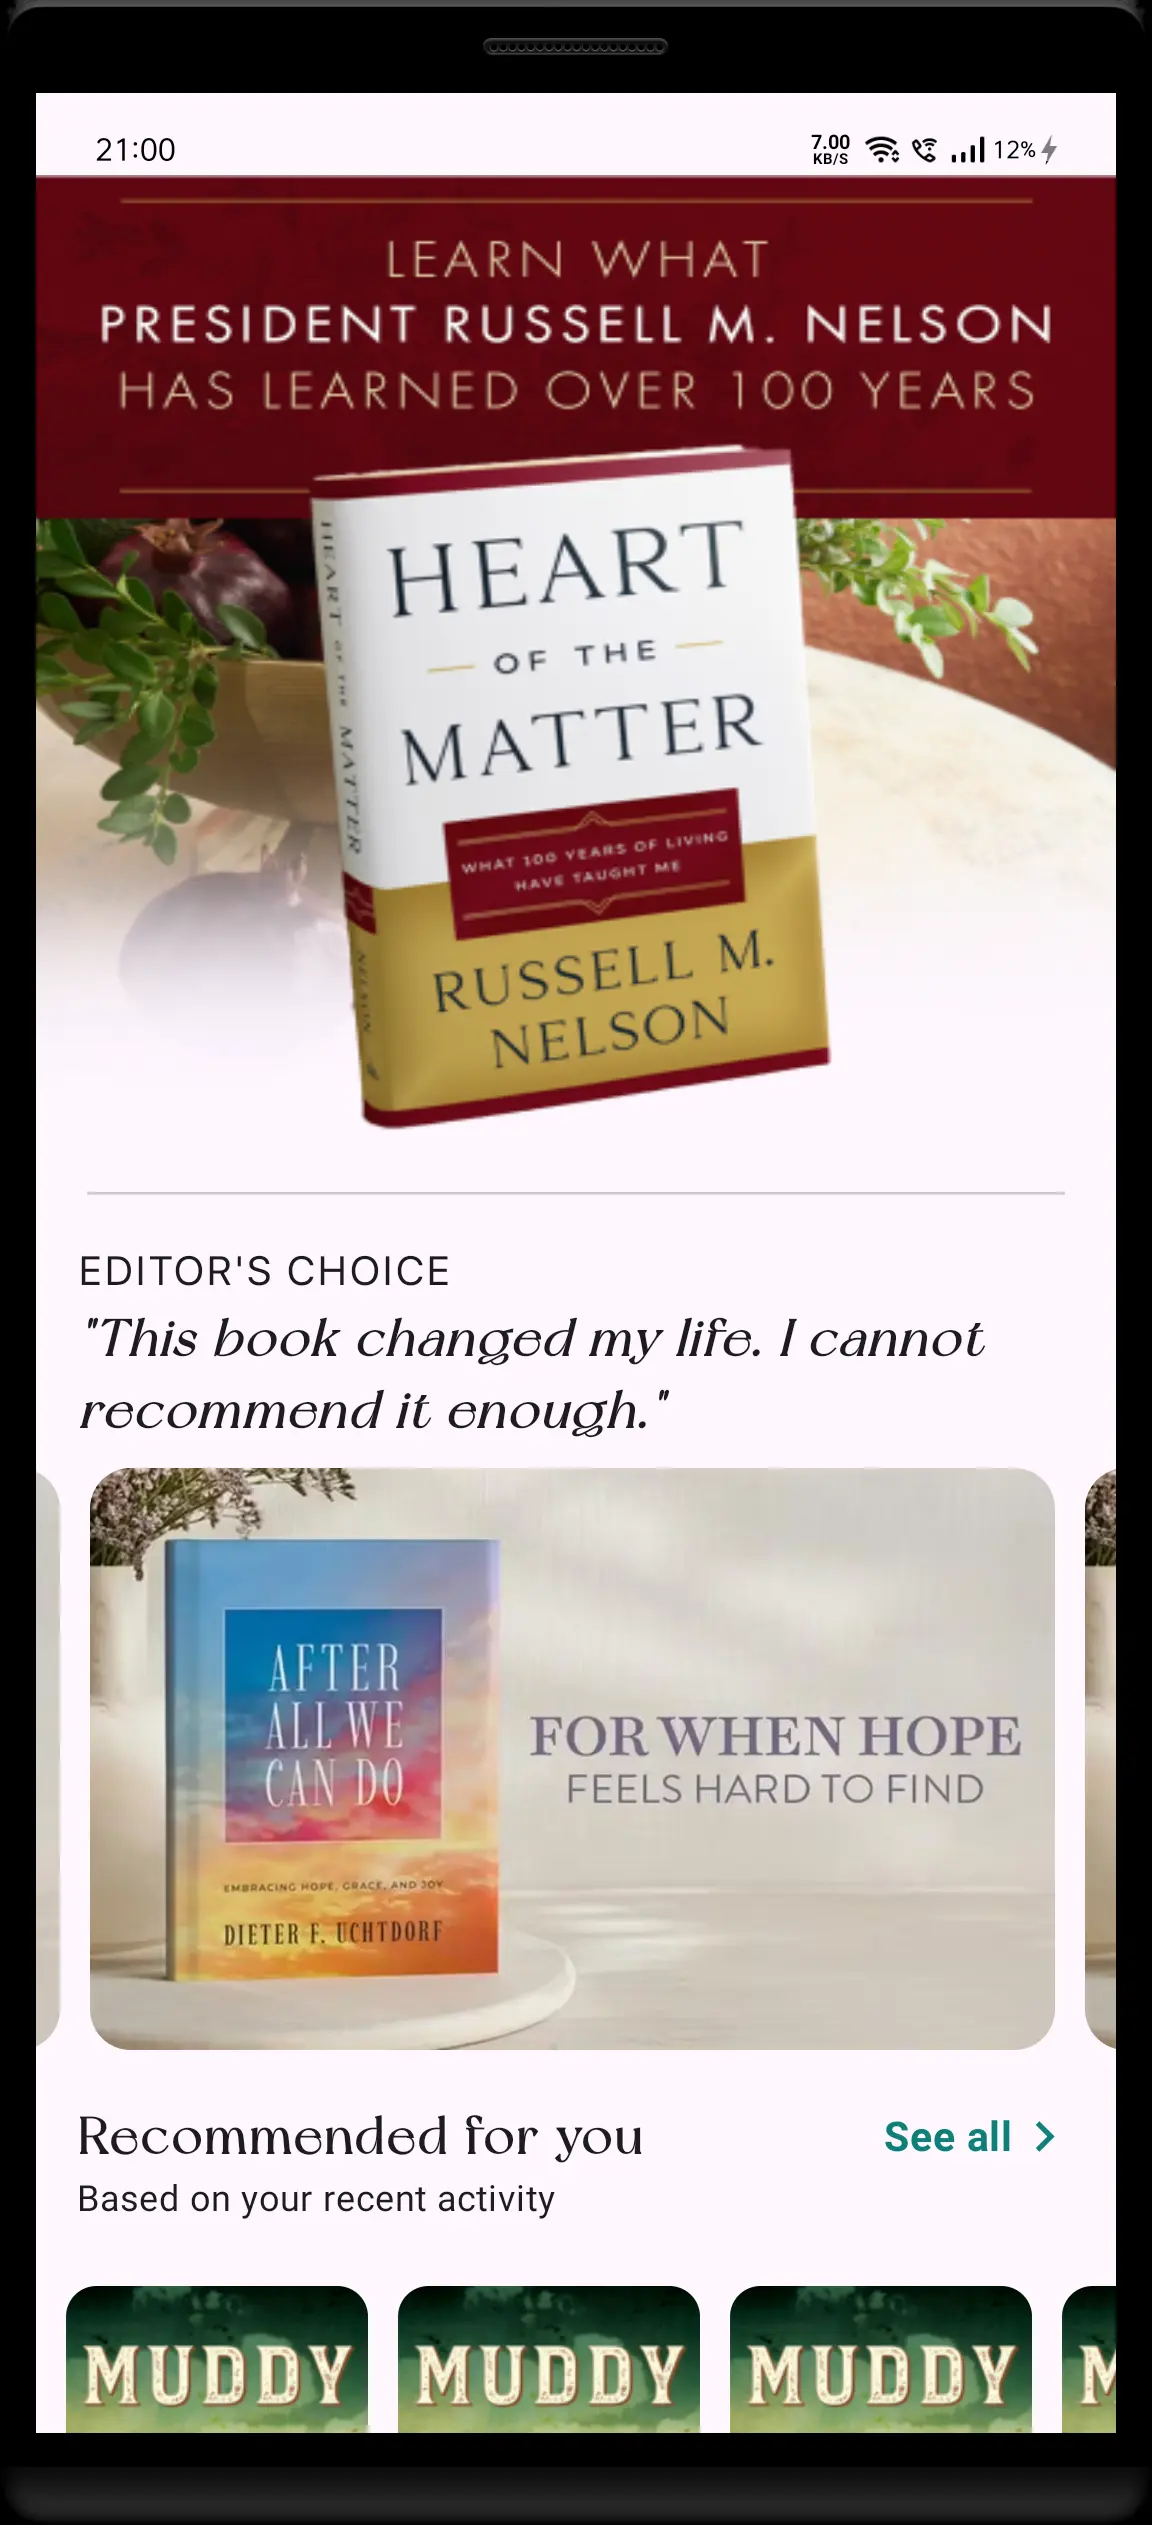 21:00
7.00
KB/S
12%
LEARN WHAT
PRESIDENT RUSSELL M. NELSON
HAS LEARNED OVER 100 YEARS
HEART OF THE MATTER
NELSON
HEART
OF THE
MATTER
WHAT 100 YEARS OF LIVING
HAVE TAUGHT ME
RUSSELL M.
NELSON
EDITOR'S CHOICE
"This book changed my life. I cannot
recommend it enough."
AFTER
ALL WE
CAN DO
EMBRACING HOPE, GRACE, AND JOY
DIETER F. UCHTDORF
FOR WHEN HOPE
FEELS HARD TO FIND
Recommended for you
See all
Based on your recent activity
MUDDY
MUDDY
MUDDY
M